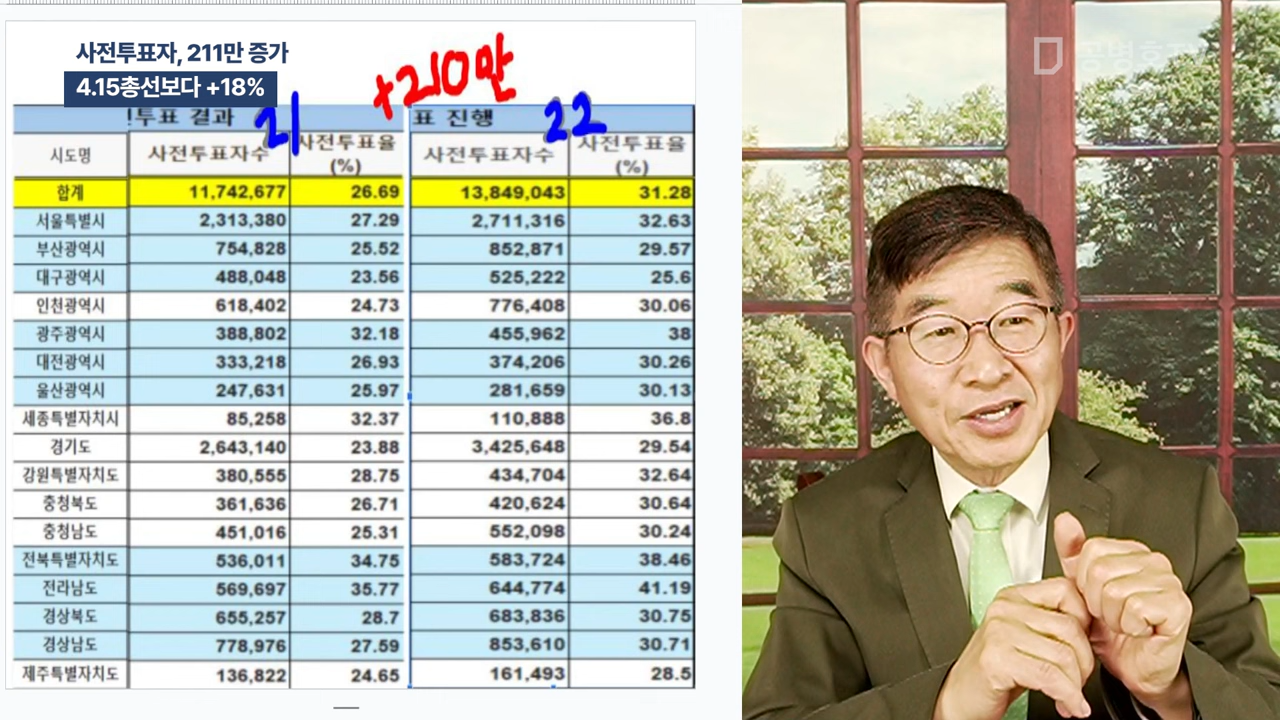 사전투표자, 211만 증가
4.15총선보다 +18%
+210만
투표 결과
21
표 진행
22
시도명 사전투표자수 사전투표율(%) 사전투표자수 사전투표율(%)
합계 11,742,677 26.69 13,849,043 31.28
서울특별시 2,313,380 27.29 2,711,316 32.63
부산광역시 754,828 25.52 852,871 29.57
대구광역시 488,048 23.56 525,222 25.6
인천광역시 618,402 24.73 776,408 30.06
광주광역시 388,802 32.18 455,962 38
대전광역시 333,218 26.93 374,206 30.26
울산광역시 247,631 25.97 281,659 30.13
세종특별자치시 85,258 32.37 110,888 36.8
경기도 2,643,140 23.88 3,425,648 29.54
강원특별자치도 380,555 28.75 434,704 32.64
충청북도 361,636 26.71 420,624 30.64
충청남도 451,016 25.31 552,098 30.24
전북특별자치도 536,011 34.75 583,724 38.46
전라남도 569,697 35.77 644,774 41.19
경상북도 655,257 28.7 683,836 30.75
경상남도 778,976 27.59 853,610 30.71
제주특별자치도 136,822 24.65 161,493 28.5
공병호